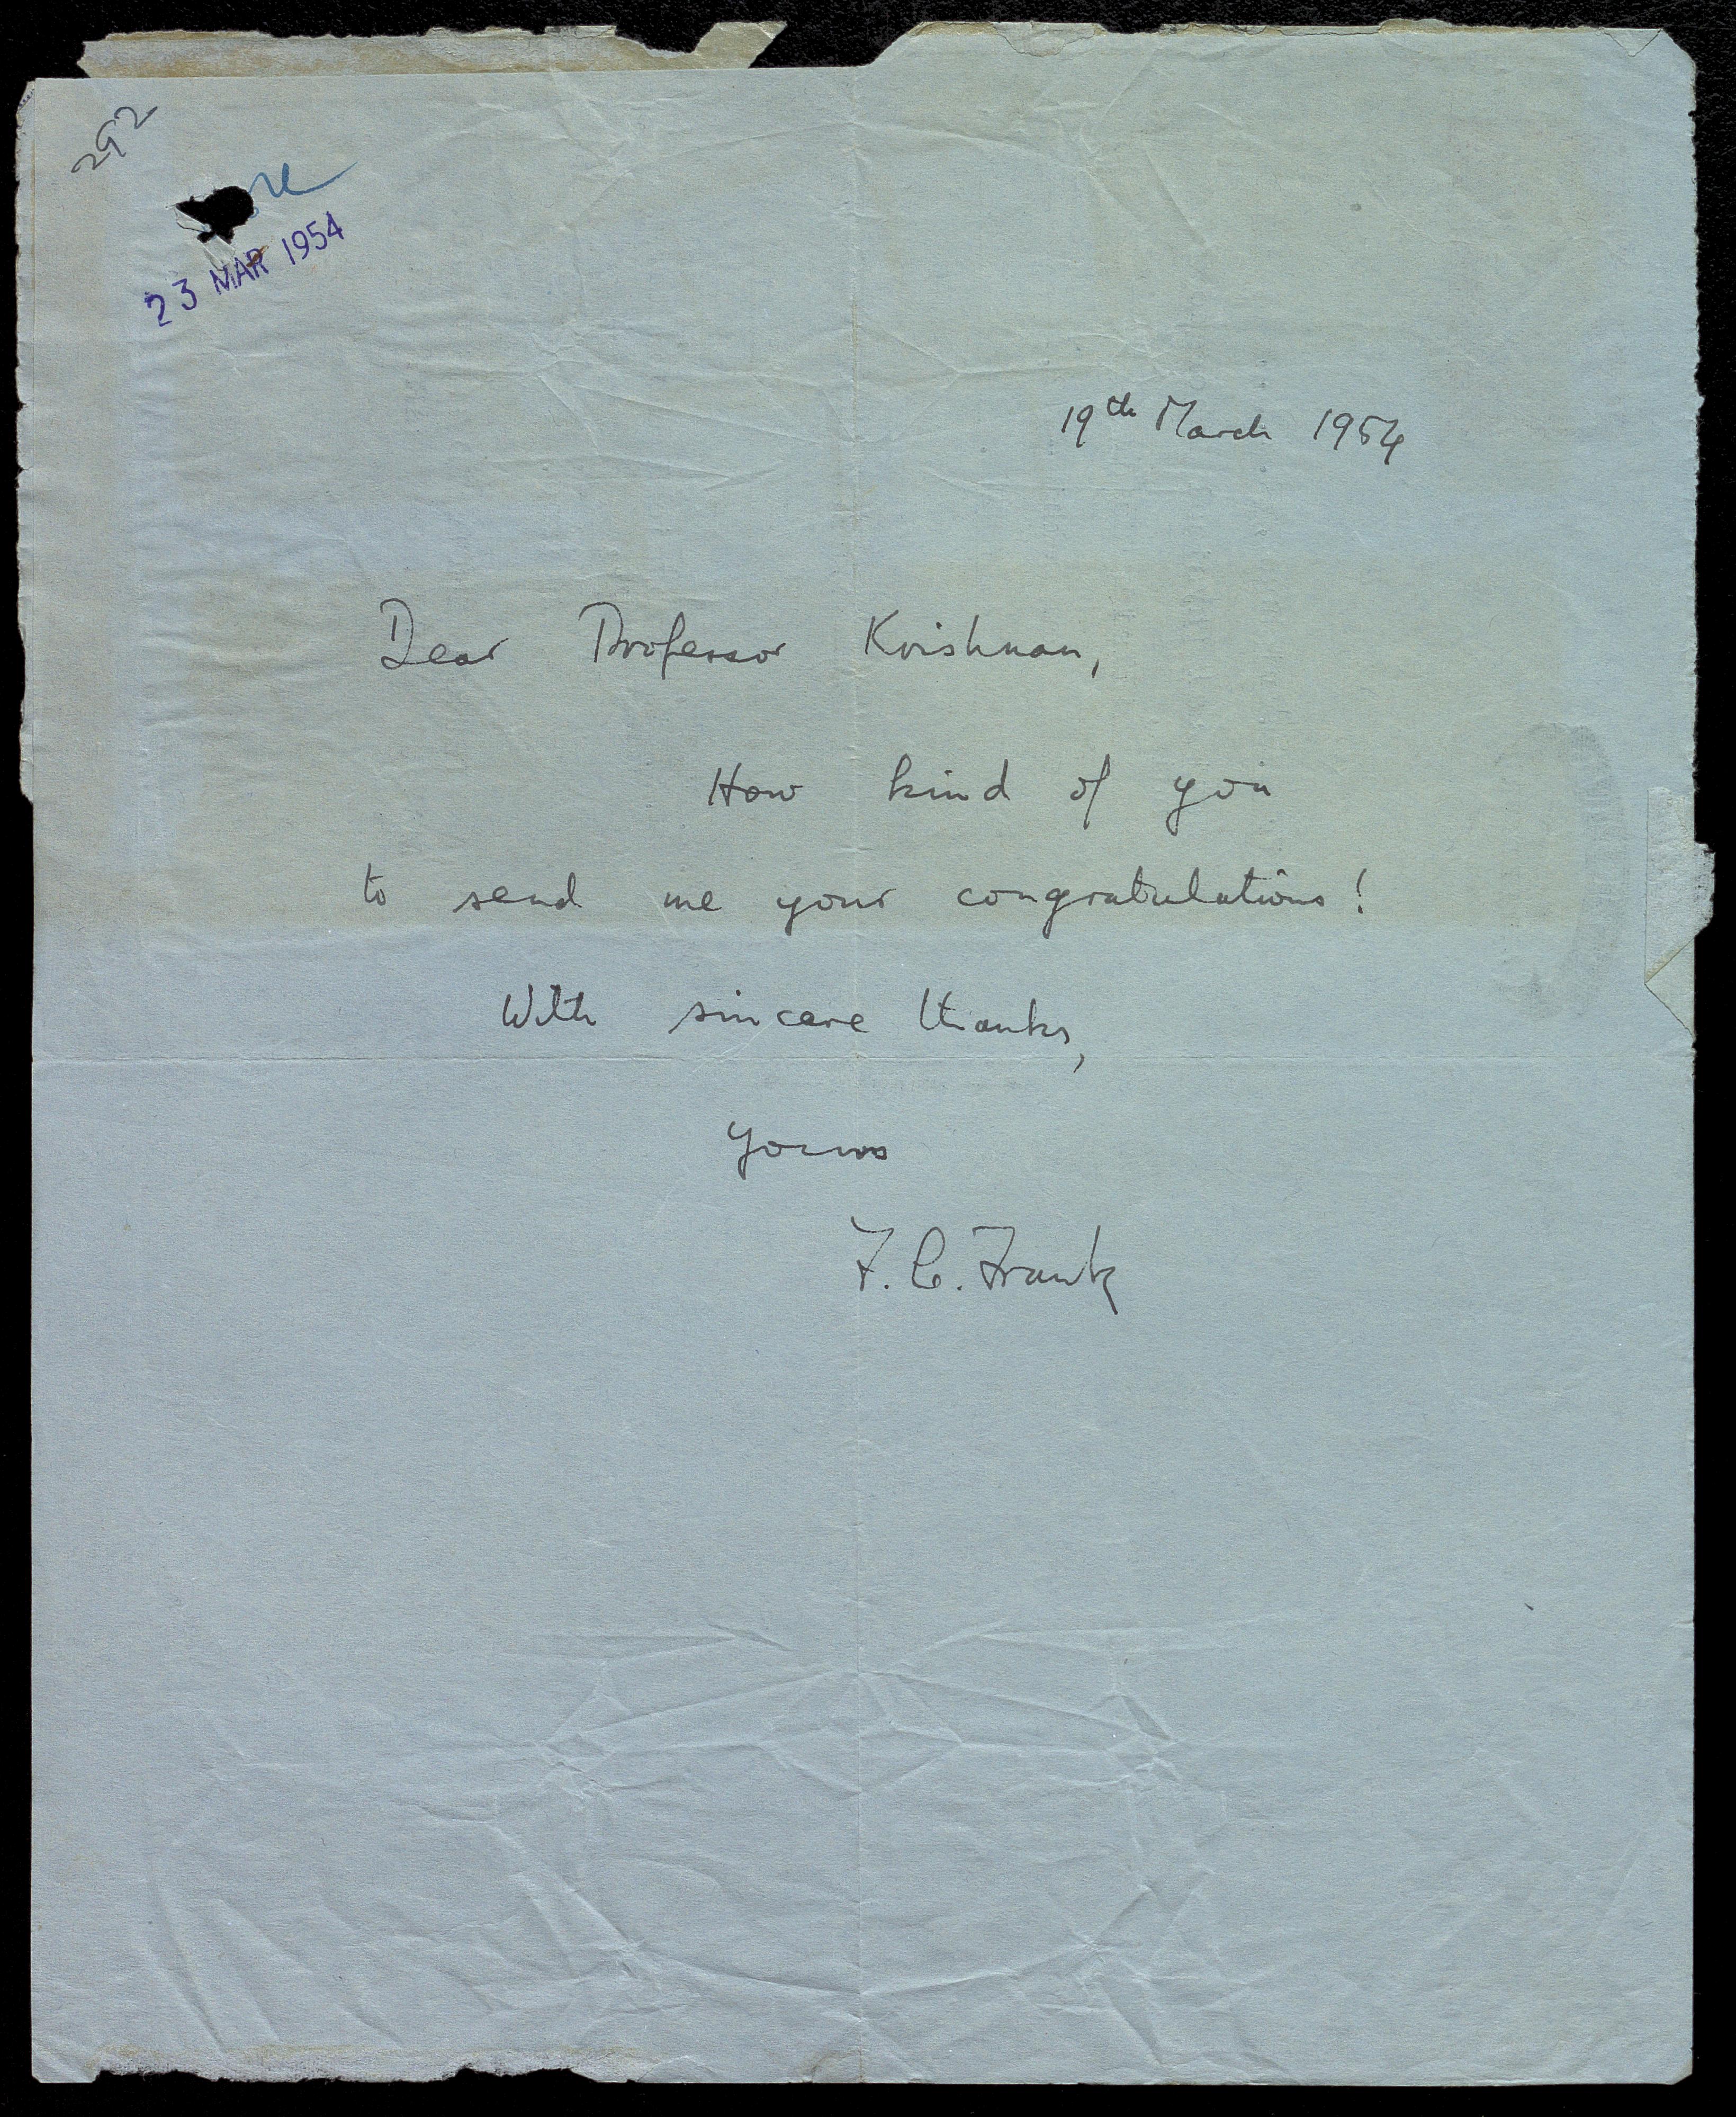 292
23 MAR 1954
19th March 1954
Dear Professor Krishnan,
How kind of you
to send me your congratulations!
With sincere thanks,
Yours
F. C. Frank